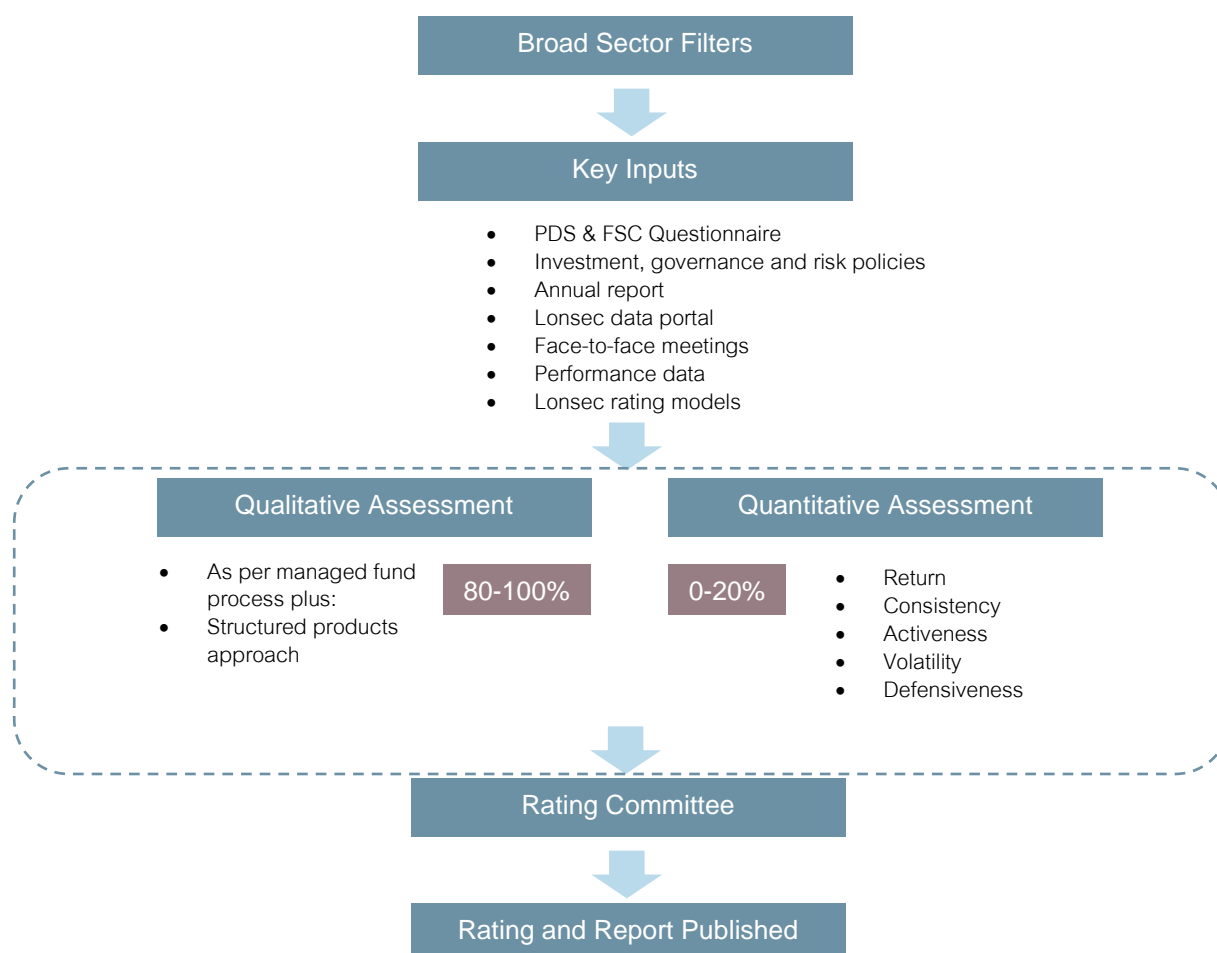 Broad Sector Filters
Key Inputs
• PDS & FSC Questionnaire
• Investment, governance and risk policies
• Annual report
• Lonsec data portal
• Face-to-face meetings
• Performance data
• Lonsec rating models
Qualitative Assessment
• As per managed fund
process plus:
• Structured products
approach
80-100%
Quantitative Assessment
0-20%
• Return
• Consistency
• Activeness
• Volatility
• Defensiveness
Rating Committee
Rating and Report Published